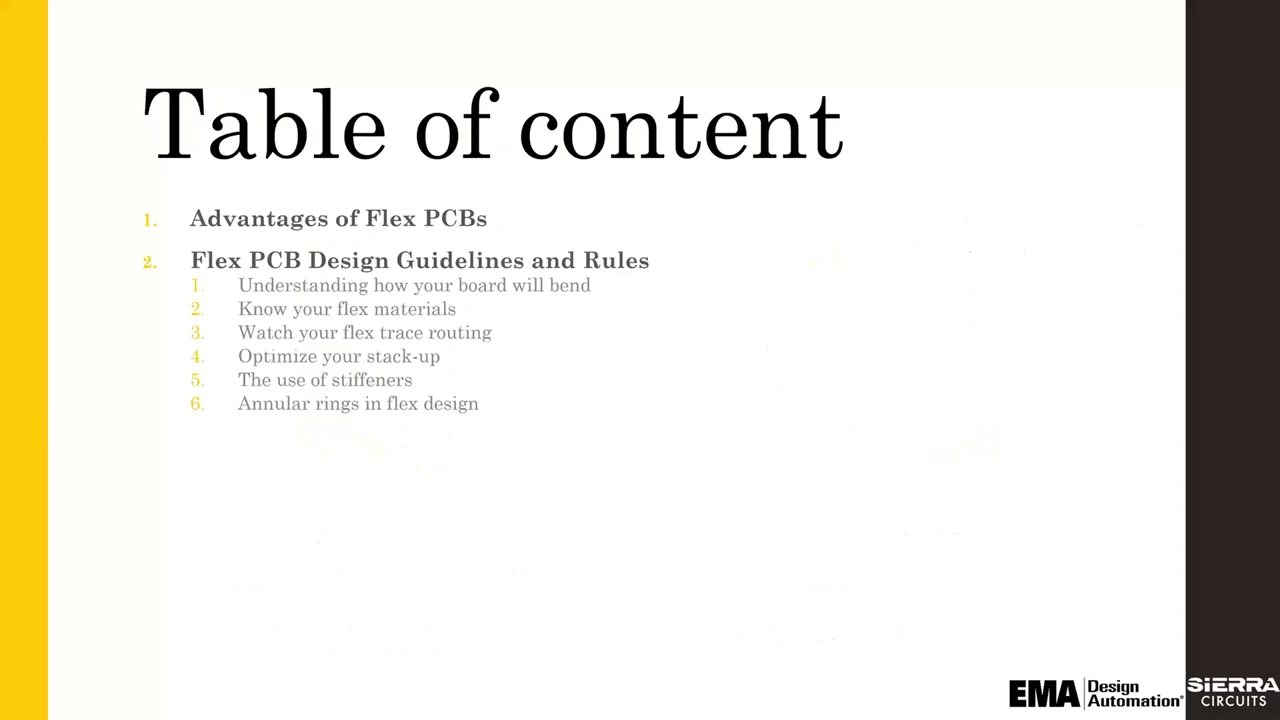 Table of content
1. Advantages of Flex PCBs
2. Flex PCB Design Guidelines and Rules
1. Understanding how your board will bend
2. Know your flex materials
3. Watch your flex trace routing
4. Optimize your stack-up
5. The use of stiffeners
6. Annular rings in flex design
EMA Design Automation®
SIERRA CIRCUITS